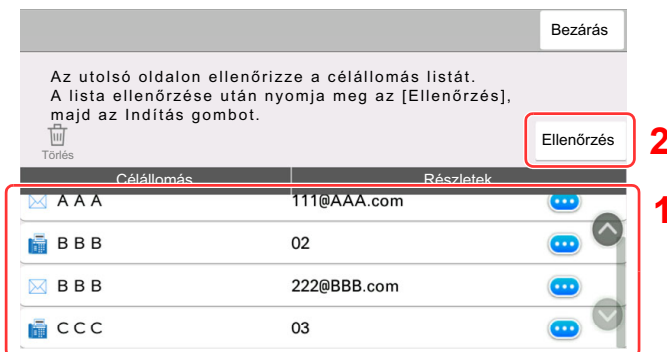 Bezárás
Az utolsó oldalon ellenőrizze a célállomás listát.
A lista ellenőrzése után nyomja meg az [Ellenőrzés],
majd az Indítás gombot.
Törlés
Ellenőrzés
2
Célállomás Részletek
1
A A A 111@AAA.com
B B B 02
B B B 222@BBB.com
C C C 03